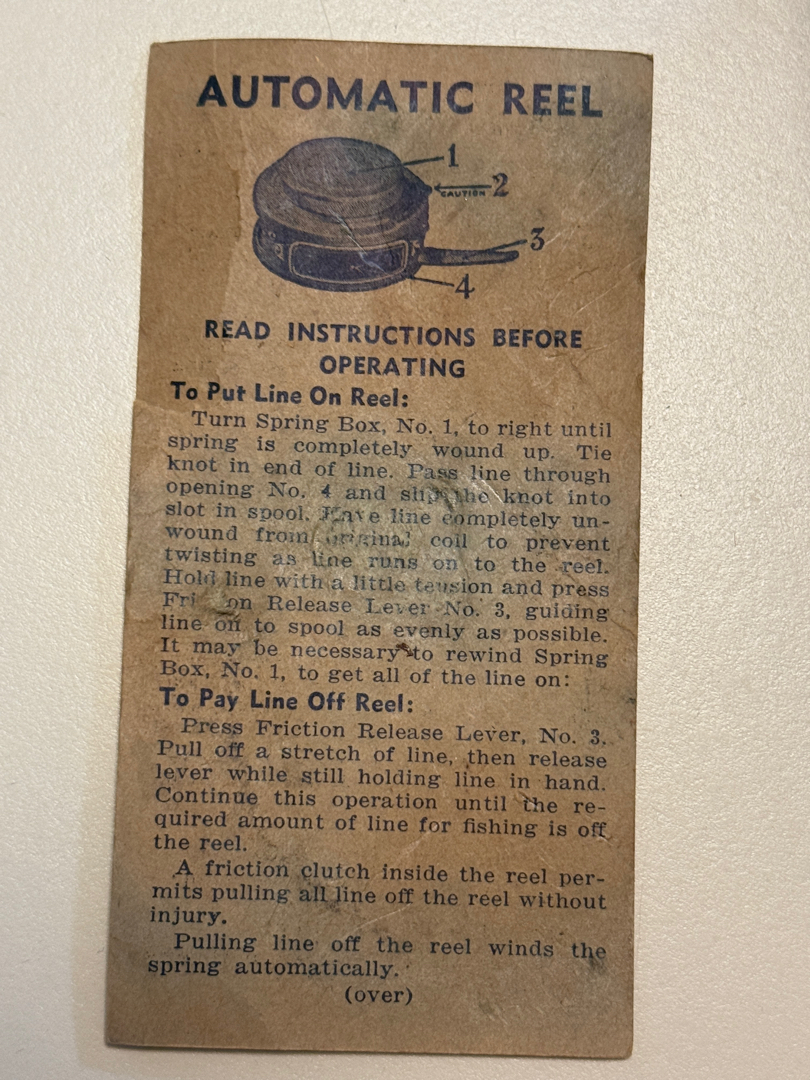 AUTOMATIC REEL
1
CAUTION 2
3
4
READ INSTRUCTIONS BEFORE
OPERATING
To Put Line On Reel:
Turn Spring Box, No. 1, to right until
spring is completely wound up. Tie
knot in end of line. Pass line through
opening No. 4 and slip the knot into
slot in spool. Have line completely un-
wound from original coil to prevent
twisting as line runs on to the reel.
Hold line with a little tension and press
Friction Release Lever No. 3, guiding
line on to spool as evenly as possible.
It may be necessary to rewind Spring
Box, No. 1, to get all of the line on:
To Pay Line Off Reel:
Press Friction Release Lever, No. 3.
Pull off a stretch of line, then release
lever while still holding line in hand.
Continue this operation until the re-
quired amount of line for fishing is off
the reel.
A friction clutch inside the reel per-
mits pulling all line off the reel without
injury.
Pulling line off the reel winds the
spring automatically.
(over)